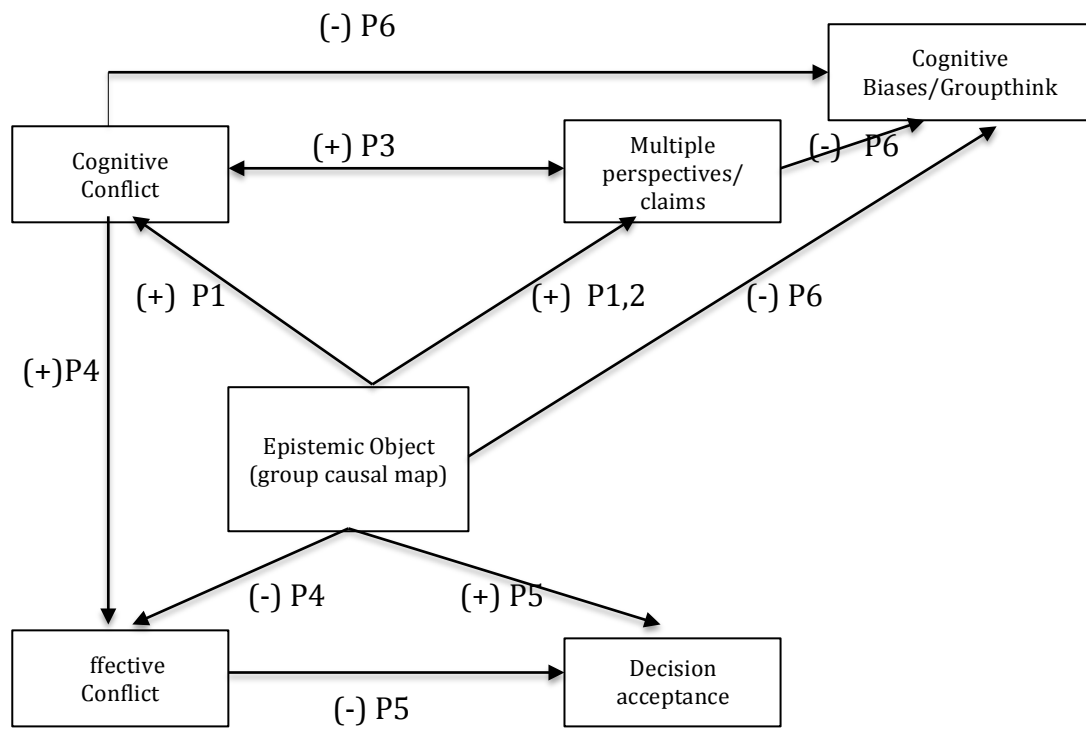 (-) P6
Cognitive
Biases/Groupthink
Cognitive
Conflict
(+) P3
Multiple
perspectives/
claims
(-) P6
(+) P1
(+) P1,2
(-) P6
(+)P4
Epistemic Object
(group causal map)
(-) P4
(+) P5
ffective
Conflict
(-) P5
Decision
acceptance